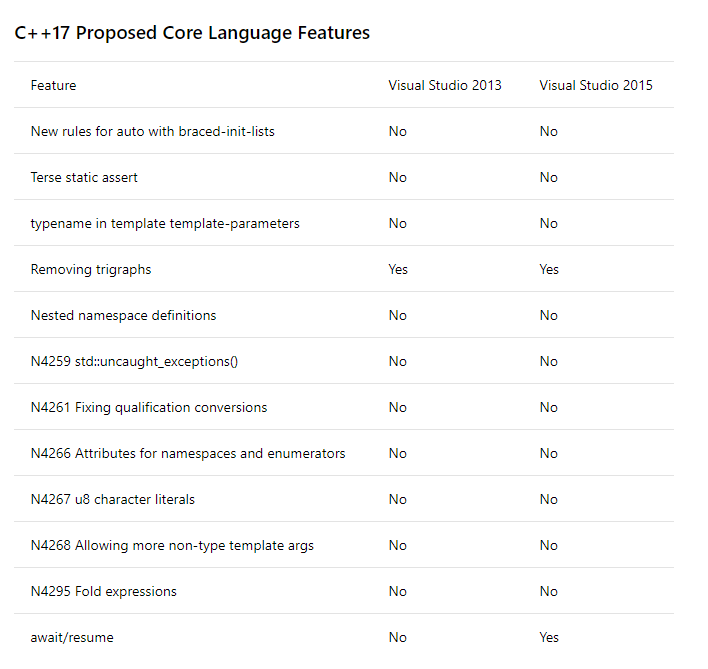 C++17 Proposed Core Language Features
Feature Visual Studio 2013 Visual Studio 2015
New rules for auto with braced-init-lists No No
Terse static assert No No
typename in template template-parameters No No
Removing trigraphs Yes Yes
Nested namespace definitions No No
N4259 std::uncaught_exceptions() No No
N4261 Fixing qualification conversions No No
N4266 Attributes for namespaces and enumerators No No
N4267 u8 character literals No No
N4268 Allowing more non-type template args No No
N4295 Fold expressions No No
await/resume No Yes